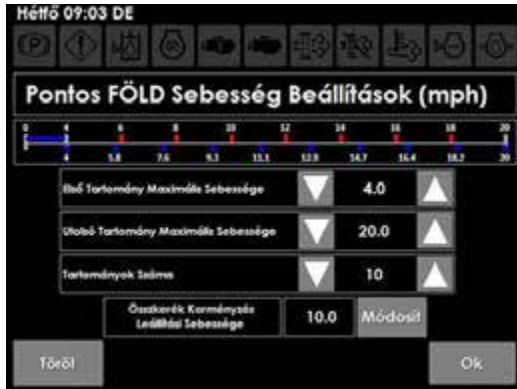 Hétfő 09:03 DE
Pontos FÖLD Sebesség Beállítások (mph)
0 4 6 8 10 12 14 16 18 20
4 5.8 7.6 9.3 11.1 12.9 14.7 16.4 18.2 20
Első Tartomány Maximális Sebessége 4.0
Utolsó Tartomány Maximális Sebessége 20.0
Tartományok Száma 10
Összkerék Kormányzás
Leállítási Sebessége 10.0 Módosít
Töröl Ok